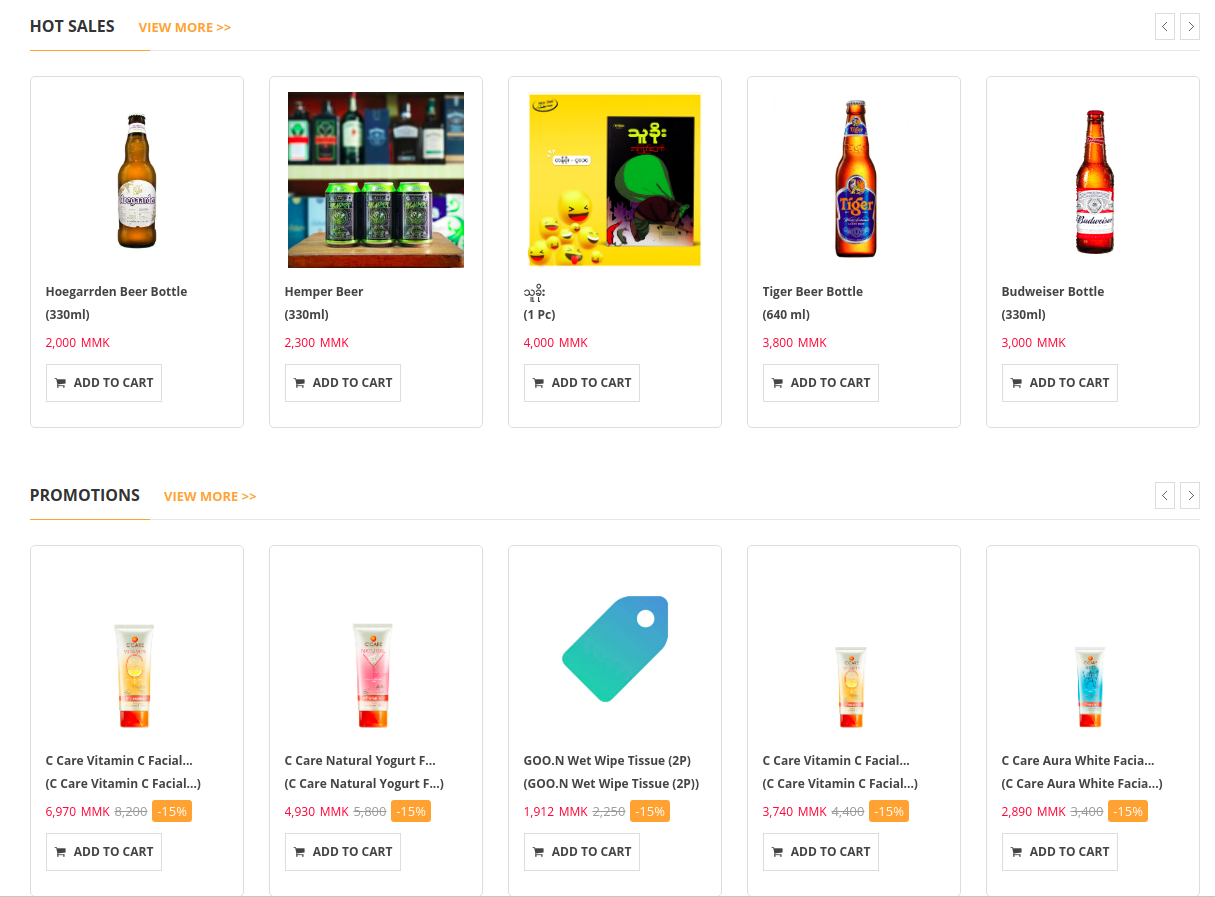 HOT SALES VIEW MORE >>
Hoegarrden Beer Bottle
(330ml)
2,000 MMK
ADD TO CART
Hemper Beer
(330ml)
2,300 MMK
ADD TO CART
သူခိုး
သူခိုး
(1 Pc)
4,000 MMK
ADD TO CART
Tiger
Tiger Beer Bottle
(640 ml)
3,800 MMK
ADD TO CART
Budweiser
Budweiser Bottle
(330ml)
3,000 MMK
ADD TO CART
PROMOTIONS VIEW MORE >>
C Care Vitamin C Facial...
(C Care Vitamin C Facial...)
6,970 MMK 8,200 -15%
ADD TO CART
C Care Natural Yogurt F...
(C Care Natural Yogurt F...)
4,930 MMK 5,800 -15%
ADD TO CART
GOO.N Wet Wipe Tissue (2P)
(GOO.N Wet Wipe Tissue (2P))
1,912 MMK 2,250 -15%
ADD TO CART
C Care Vitamin C Facial...
(C Care Vitamin C Facial...)
3,740 MMK 4,400 -15%
ADD TO CART
C Care Aura White Facia...
(C Care Aura White Facia...)
2,890 MMK 3,400 -15%
ADD TO CART